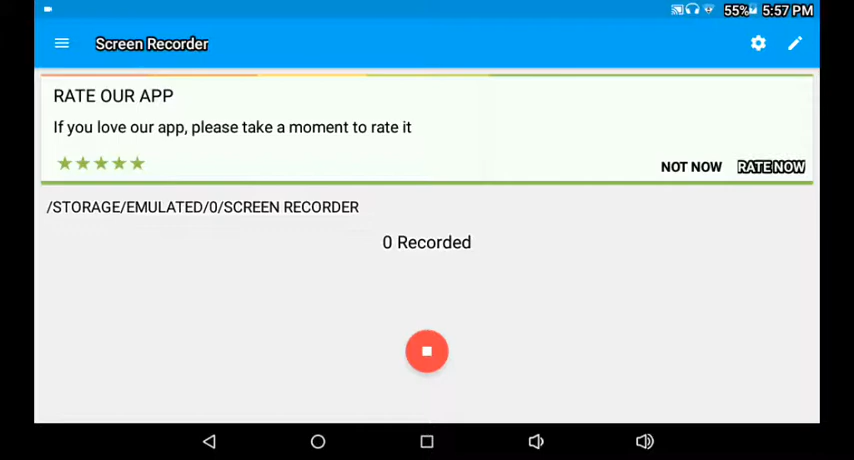 55% 5:57 PM
Screen Recorder
RATE OUR APP
If you love our app, please take a moment to rate it
NOT NOW RATE NOW
/STORAGE/EMULATED/0/SCREEN RECORDER
0 Recorded